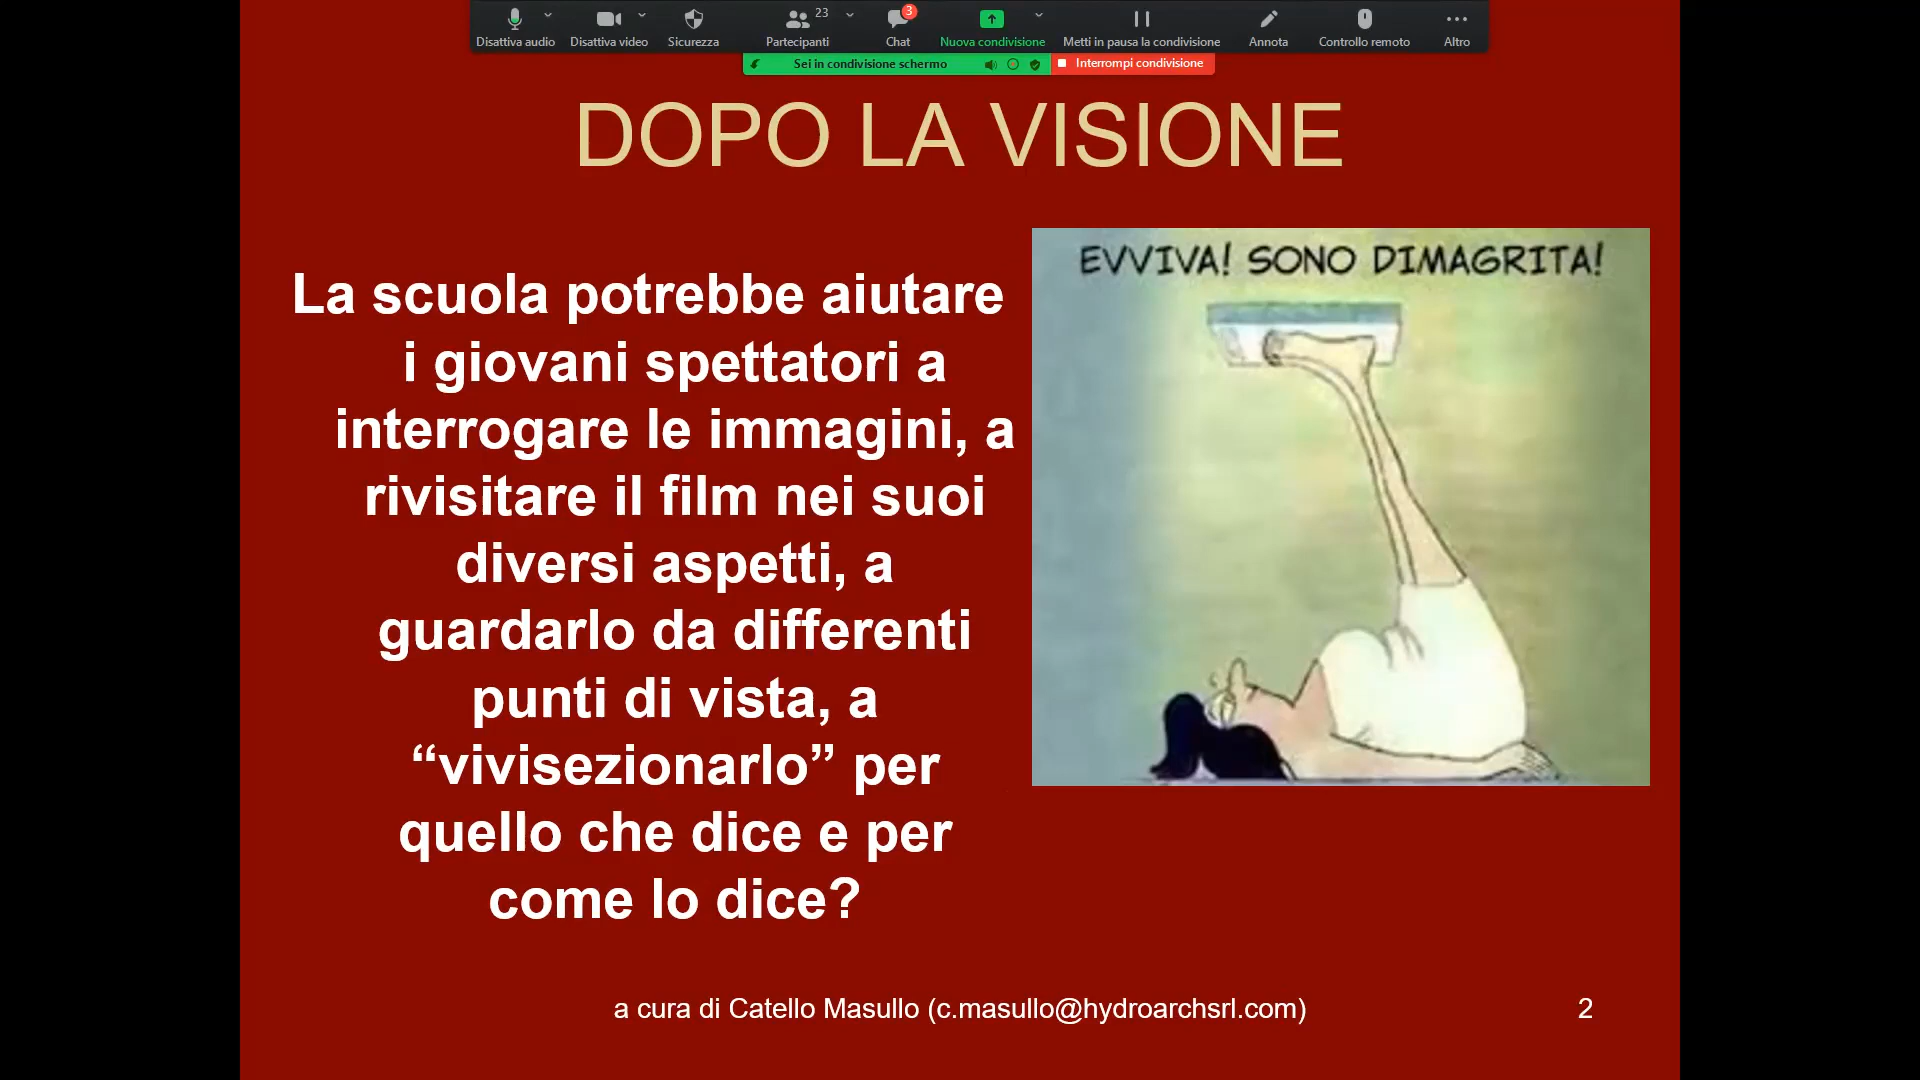 23
3
Disattiva audio
Disattiva video
Sicurezza
Partecipanti
Chat
Nuova condivisione
Metti in pausa la condivisione
Annota
Controllo remoto
Altro
Sei in condivisione schermo
Interrompi condivisione
DOPO LA VISIONE
La scuola potrebbe aiutare
i giovani spettatori a
interrogare le immagini, a
rivisitare il film nei suoi
diversi aspetti, a
guardarlo da differenti
punti di vista, a
“vivisezionarlo” per
quello che dice e per
come lo dice?
EVVIVA! SONO DIMAGRITA!
a cura di Catello Masullo (c.masullo@hydroarchsrl.com)
2